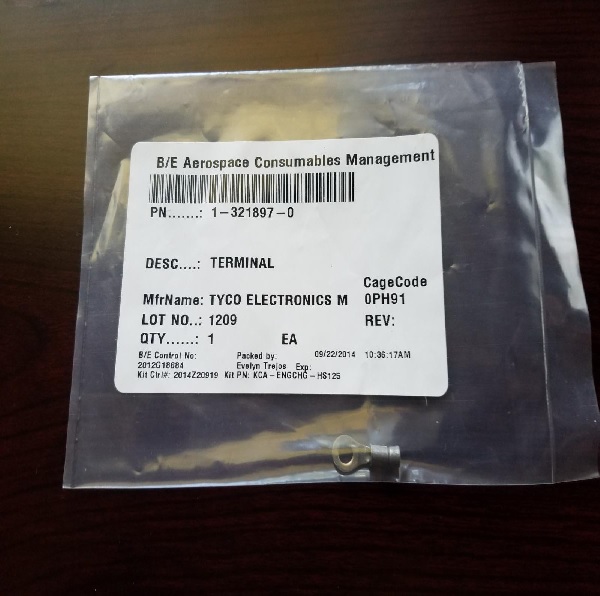 B/E Aerospace Consumables Management
PN.......: 1-321897-0
DESC....: TERMINAL
CageCode
MfrName: TYCO ELECTRONICS M 0PH91
LOT NO..: 1209 REV:
QTY......: 1 EA
B/E Control No: Packed by: 09/22/2014 10:36:17AM
2012G18684 Evelyn Trejos Exp:
Kit Ctrl#: 2014Z20919 Kit PN: KCA-ENGCHG-HS125